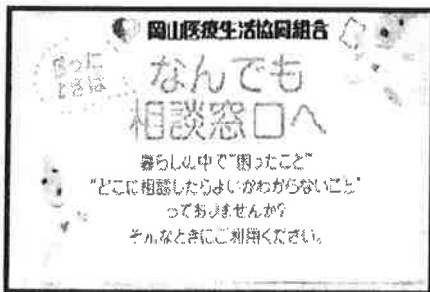 岡山医療生活協同組合
困ったに
ときは
なんでも
相談窓口へ
暮らしの中で"困ったこと"
"どこに相談したらよいかわからないこと"
っておりませんか?
そんなときにご利用ください。